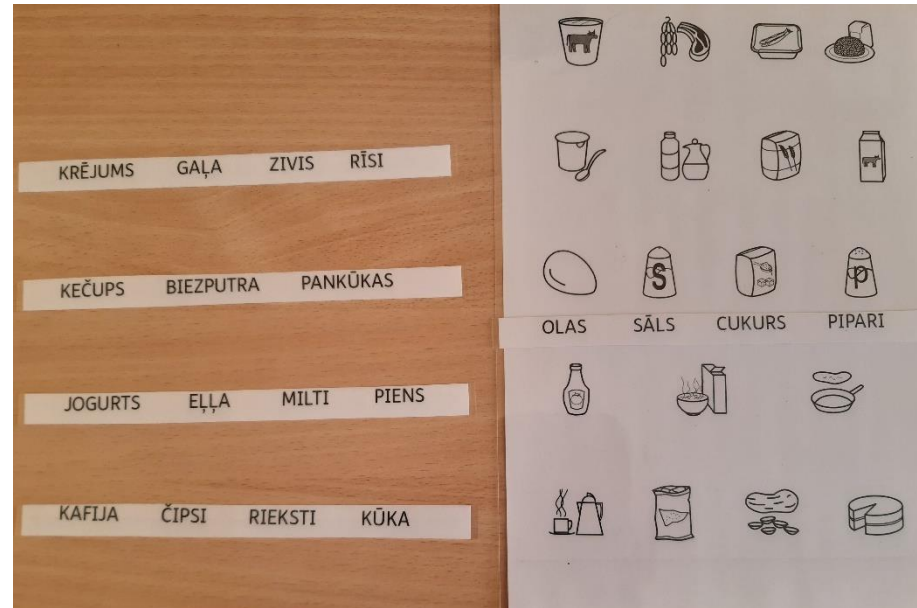 KRĒJUMS GAĻA ZIVIS RĪSI
KEČUPS BIEZPUTRA PANKŪKAS
JOGURTS EĻĻA MILTI PIENS
KAFIJA ČIPSI RIEKSTI KŪKA
S p
OLAS SĀLS CUKURS PIPARI